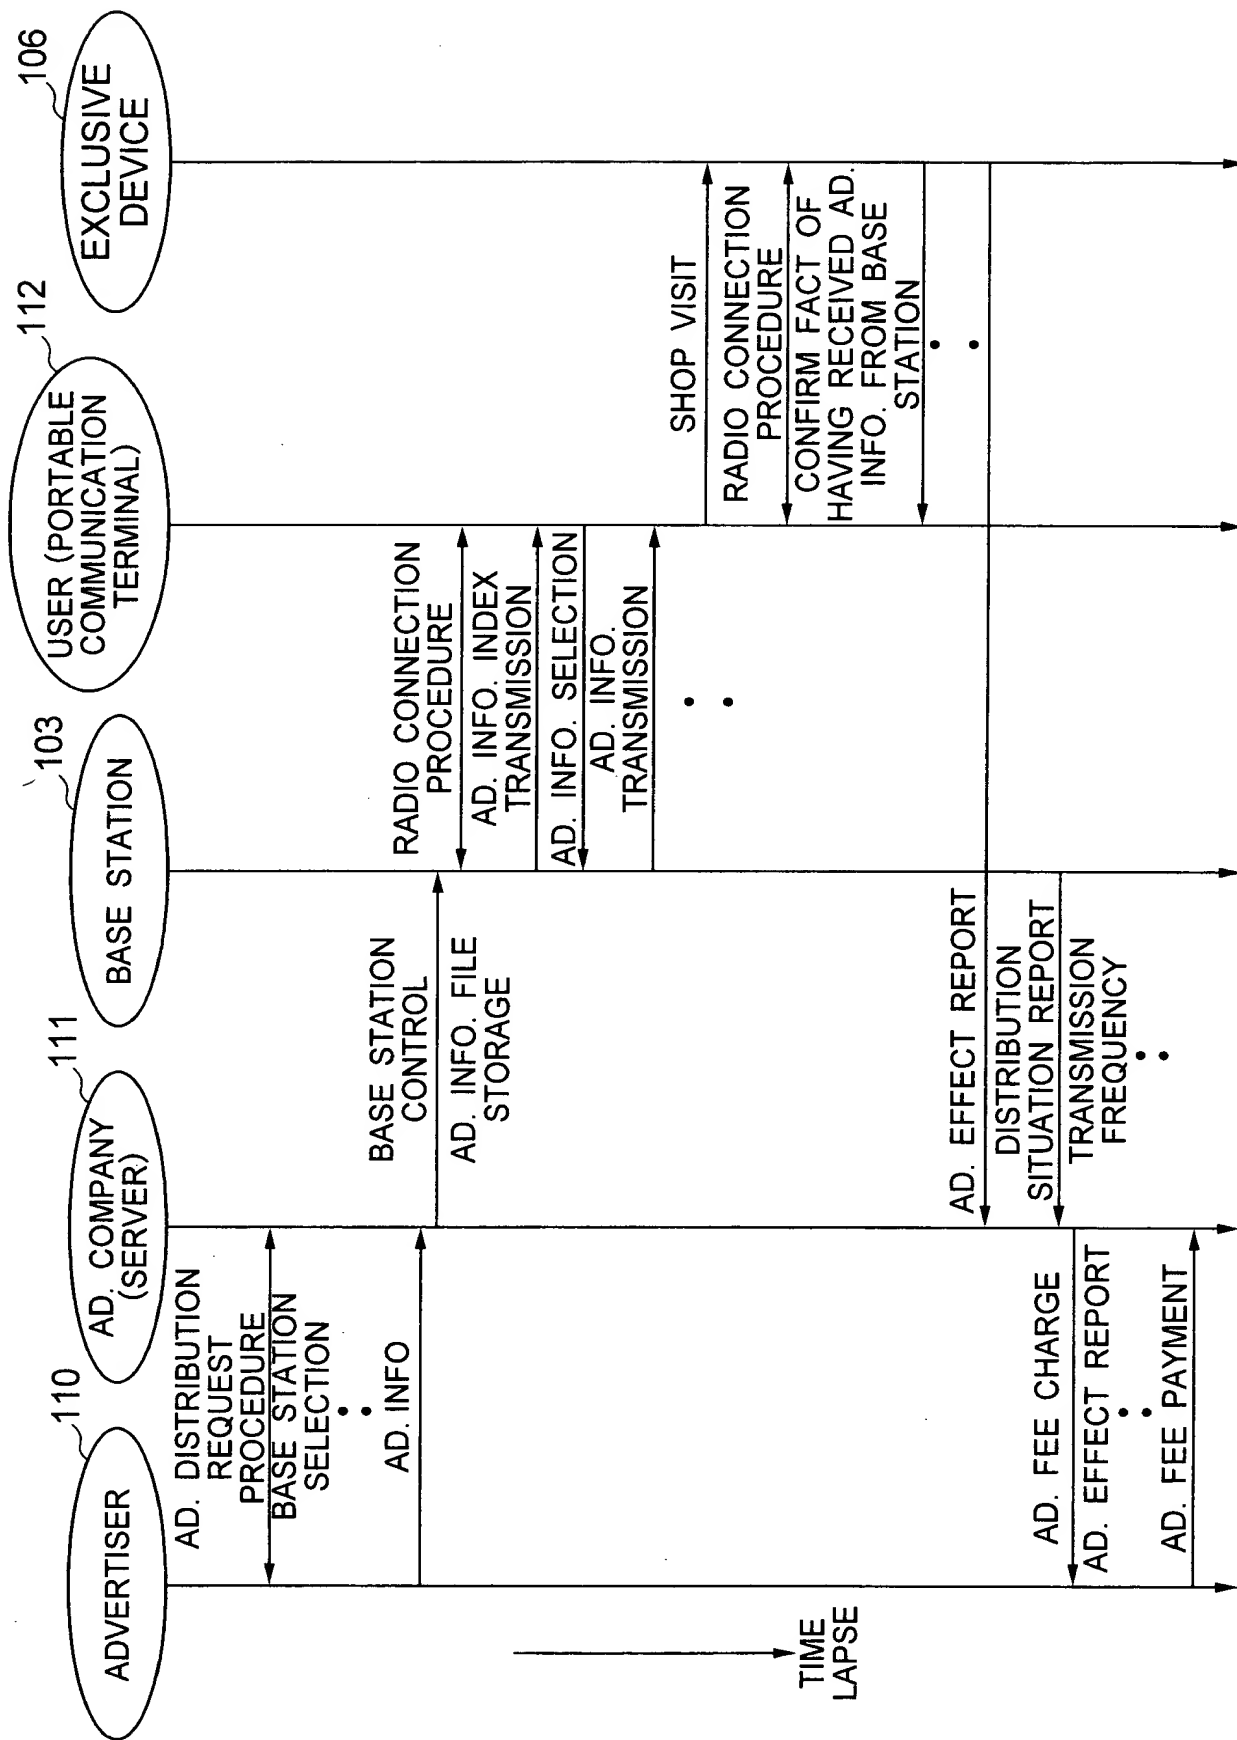 ADVERTISER
110
AD. COMPANY
(SERVER)
111
BASE STATION
103
USER (PORTABLE
COMMUNICATION
TERMINAL)
112
EXCLUSIVE
DEVICE
106
AD. DISTRIBUTION
REQUEST
PROCEDURE
BASE STATION
SELECTION
AD. INFO
BASE STATION
CONTROL
AD. INFO. FILE
STORAGE
RADIO CONNECTION
PROCEDURE
AD. INFO. INDEX
TRANSMISSION
AD. INFO. SELECTION
AD. INFO.
TRANSMISSION
SHOP VISIT
RADIO CONNECTION
PROCEDURE
CONFIRM FACT OF
HAVING RECEIVED AD.
INFO. FROM BASE
STATION
AD. EFFECT REPORT
DISTRIBUTION
SITUATION REPORT
TRANSMISSION
FREQUENCY
AD. FEE CHARGE
AD. EFFECT REPORT
AD. FEE PAYMENT
TIME
LAPSE